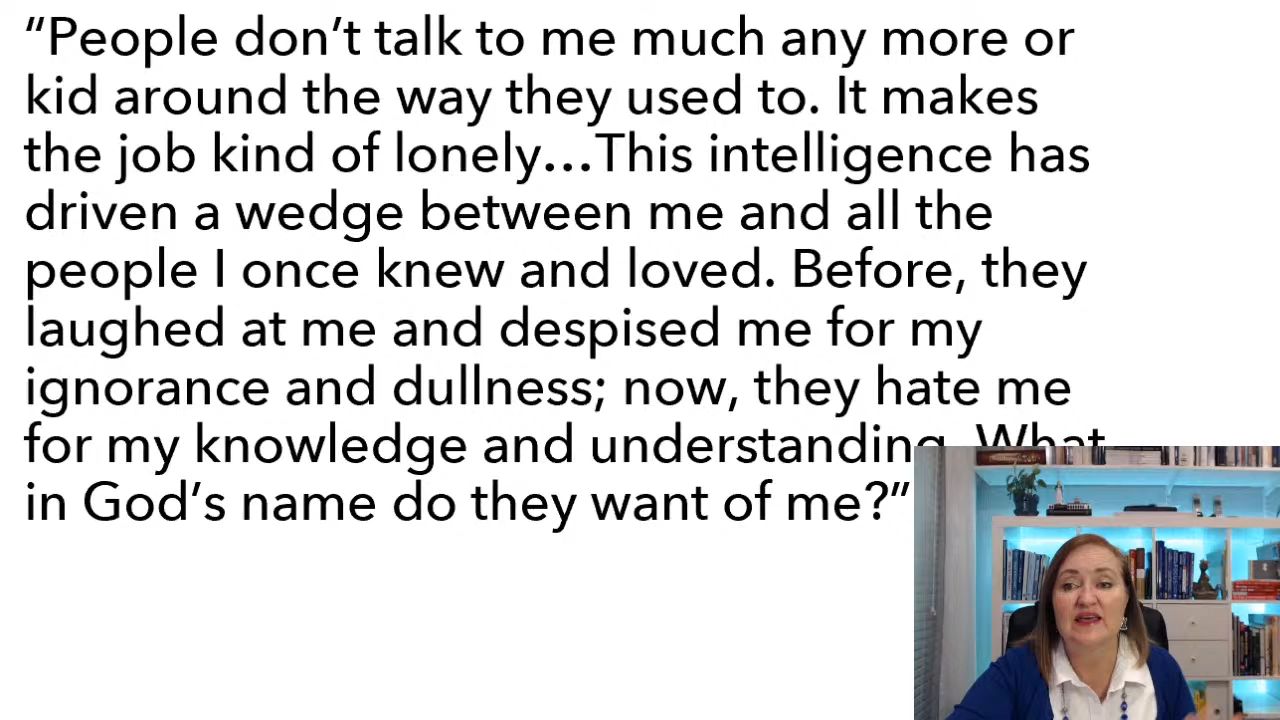 “People don’t talk to me much any more or
kid around the way they used to. It makes
the job kind of lonely…This intelligence has
driven a wedge between me and all the
people I once knew and loved. Before, they
laughed at me and despised me for my
ignorance and dullness; now, they hate me
for my knowledge and understanding. What
in God’s name do they want of me?”